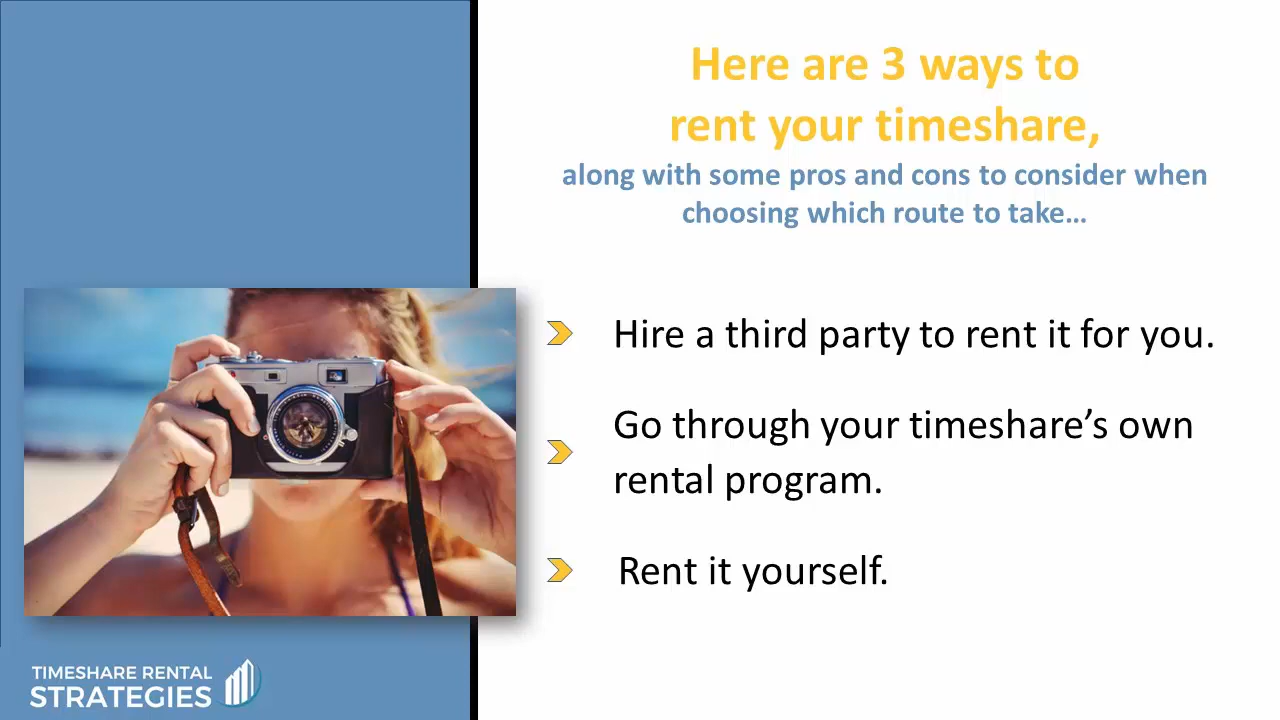 Here are 3 ways to
rent your timeshare,
along with some pros and cons to consider when
choosing which route to take…
Hire a third party to rent it for you.
Go through your timeshare’s own
rental program.
Rent it yourself.
TIMESHARE RENTAL
STRATEGIES